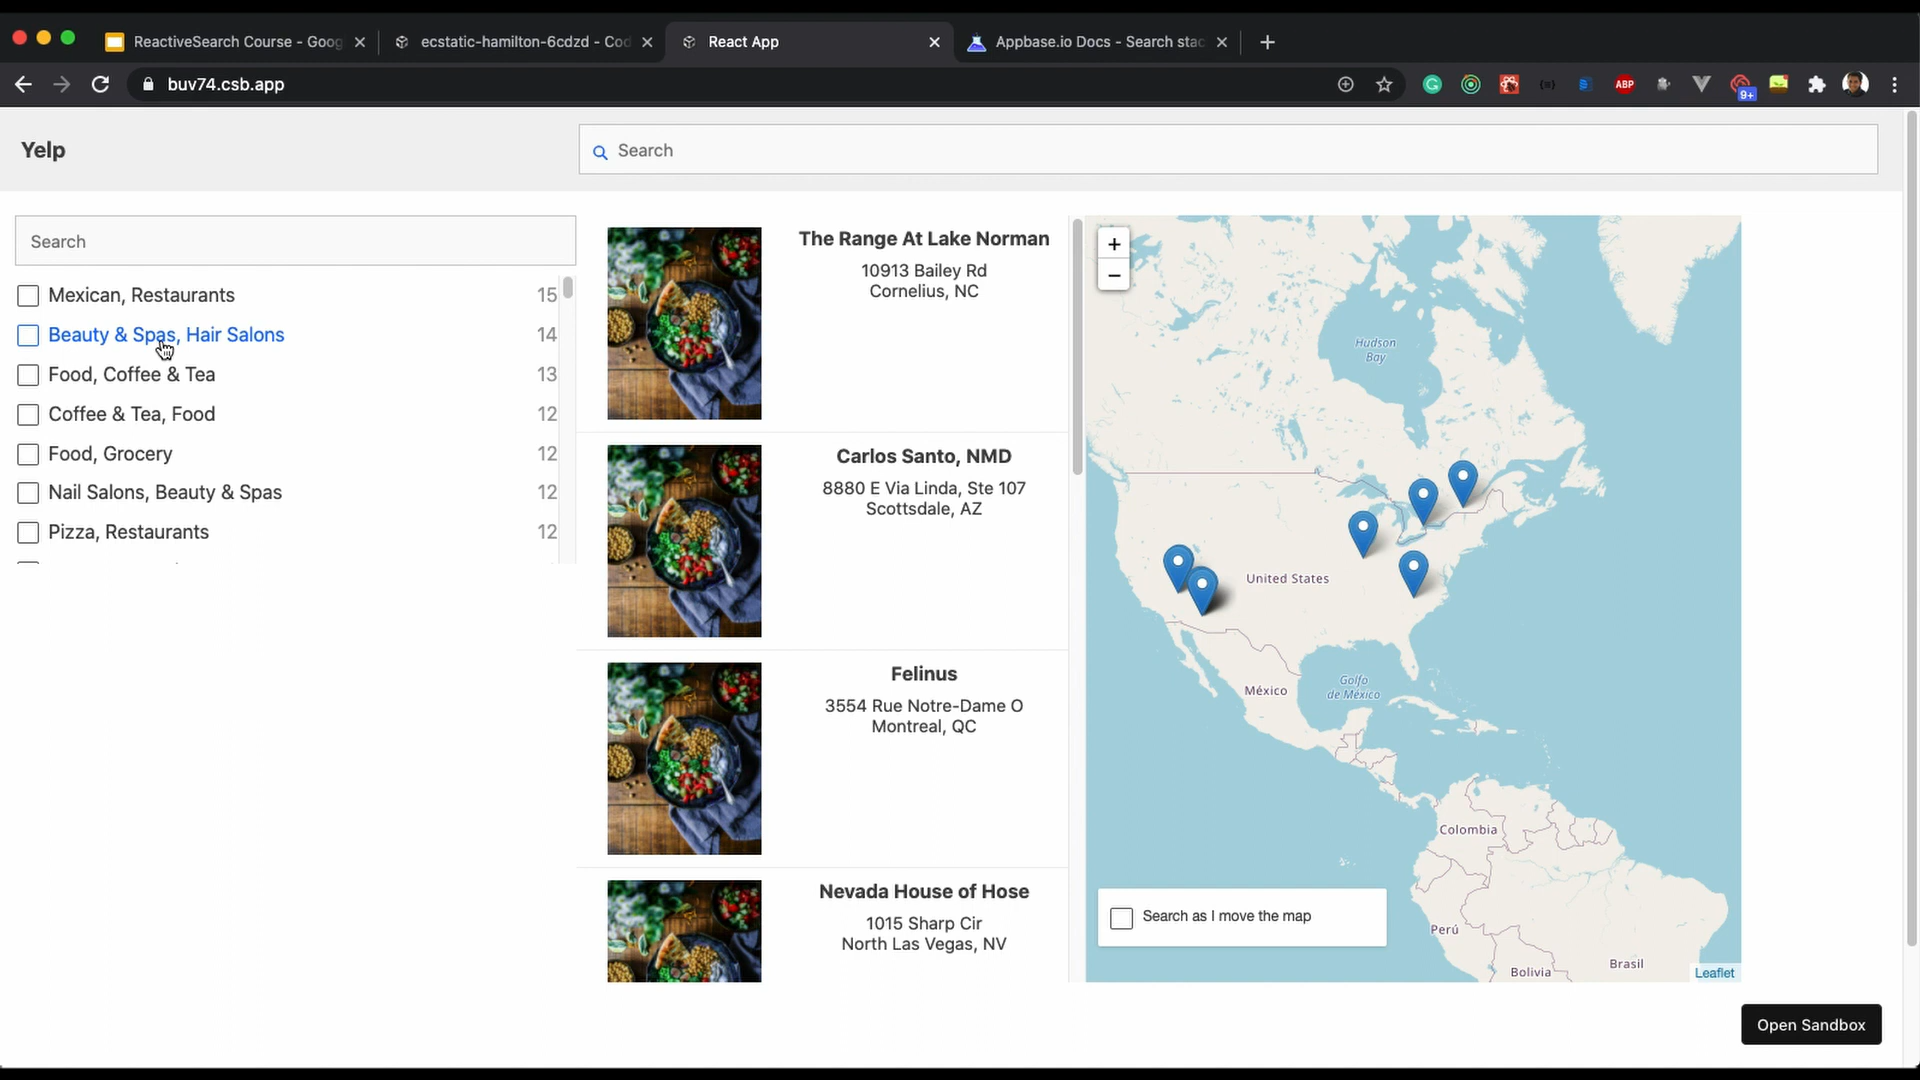 ReactiveSearch Course - Goog
ecstatic-hamilton-6cdzd - Cod
React App
Appbase.io Docs - Search stac
buv74.csb.app
ABP
9+
Yelp
Search
Search
Mexican, Restaurants 15
Beauty & Spas, Hair Salons 14
Food, Coffee & Tea 13
Coffee & Tea, Food 12
Food, Grocery 12
Nail Salons, Beauty & Spas 12
Pizza, Restaurants 12
The Range At Lake Norman
10913 Bailey Rd
Cornelius, NC
Carlos Santo, NMD
8880 E Via Linda, Ste 107
Scottsdale, AZ
Felinus
3554 Rue Notre-Dame O
Montreal, QC
Nevada House of Hose
1015 Sharp Cir
North Las Vegas, NV
+
−
Hudson
Bay
United States
México
Golfo
de México
Colombia
Perú
Brasil
Bolivia
Search as I move the map
Leaflet
Open Sandbox